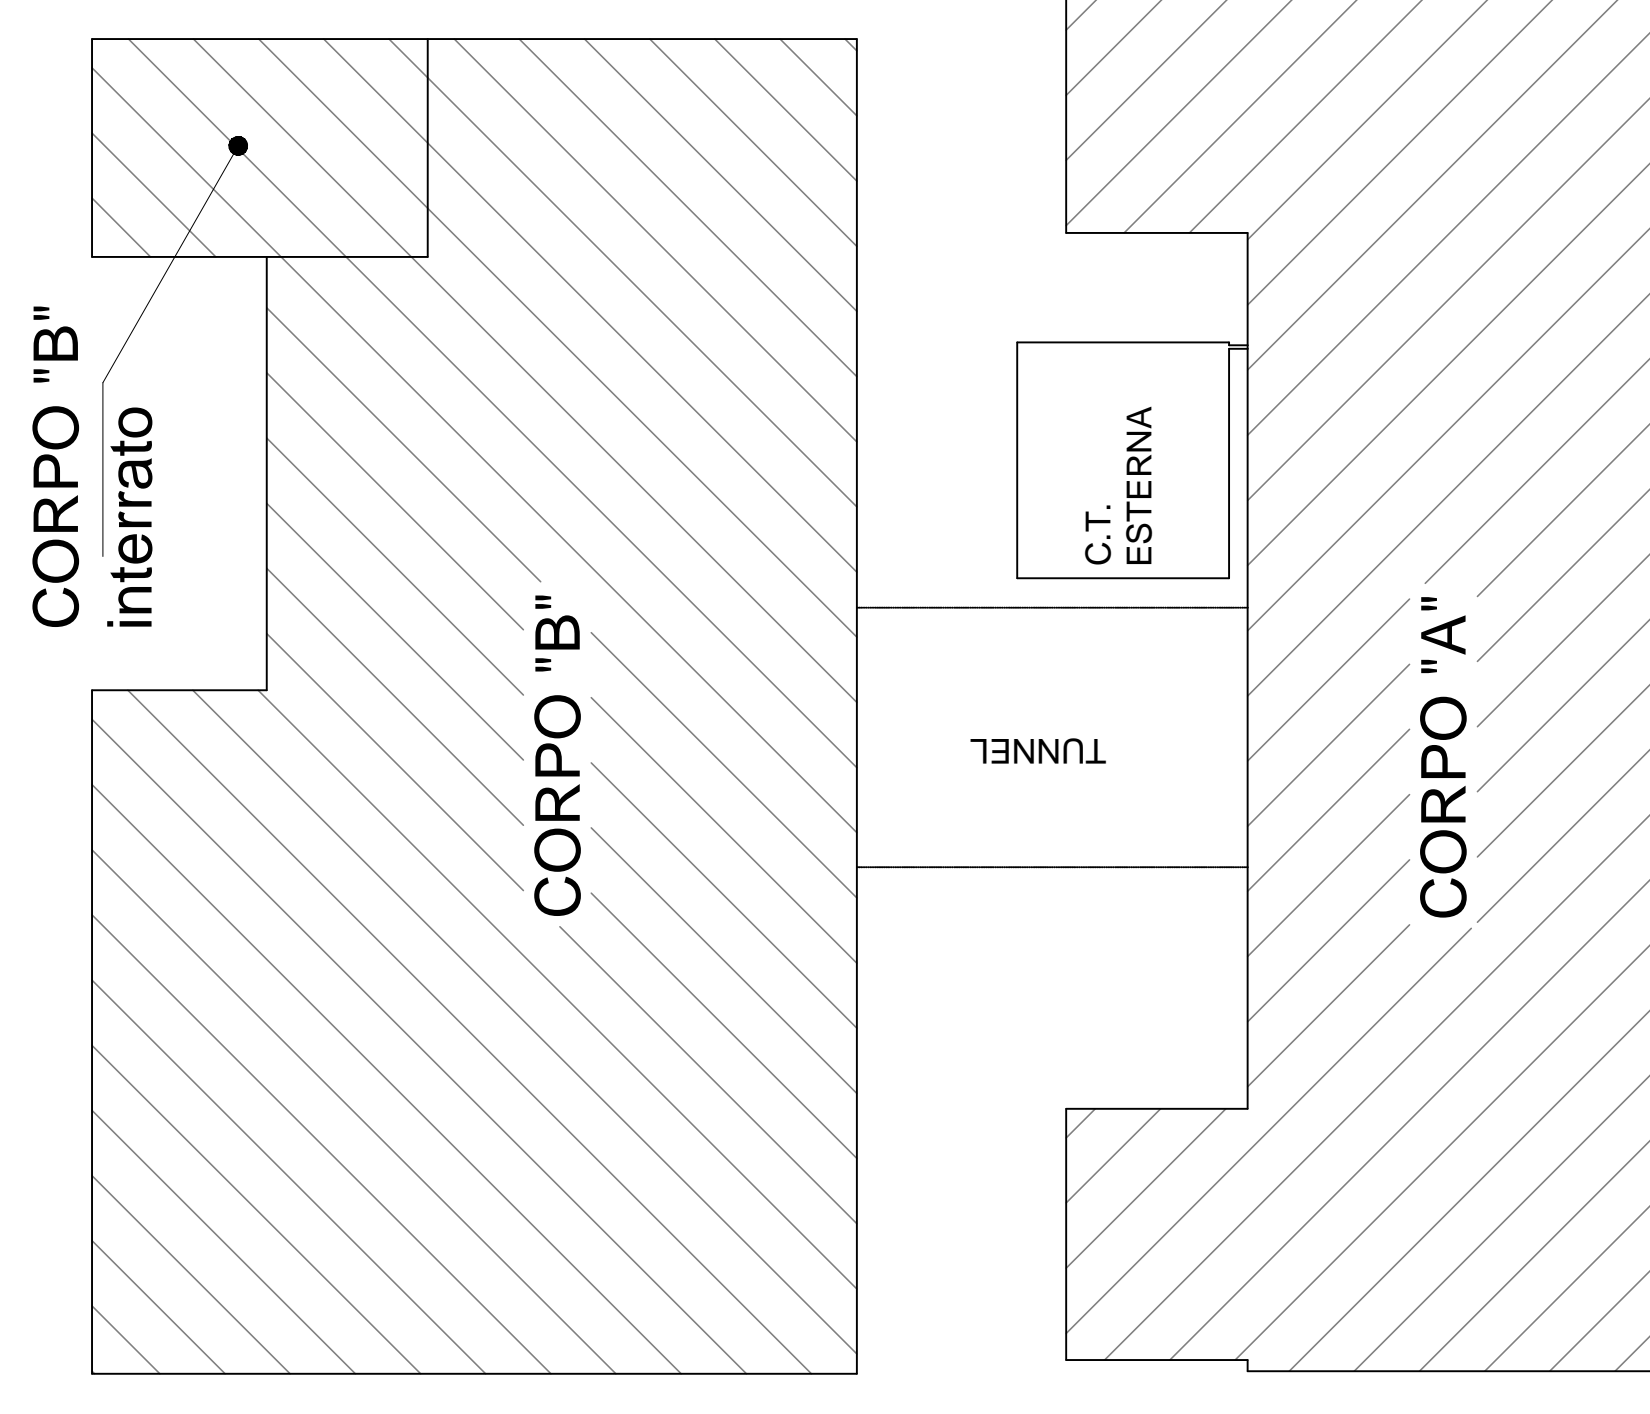 CORPO "B"
interrato
CORPO "B"
C.T.
ESTERNA
TUNNEL
CORPO "A"